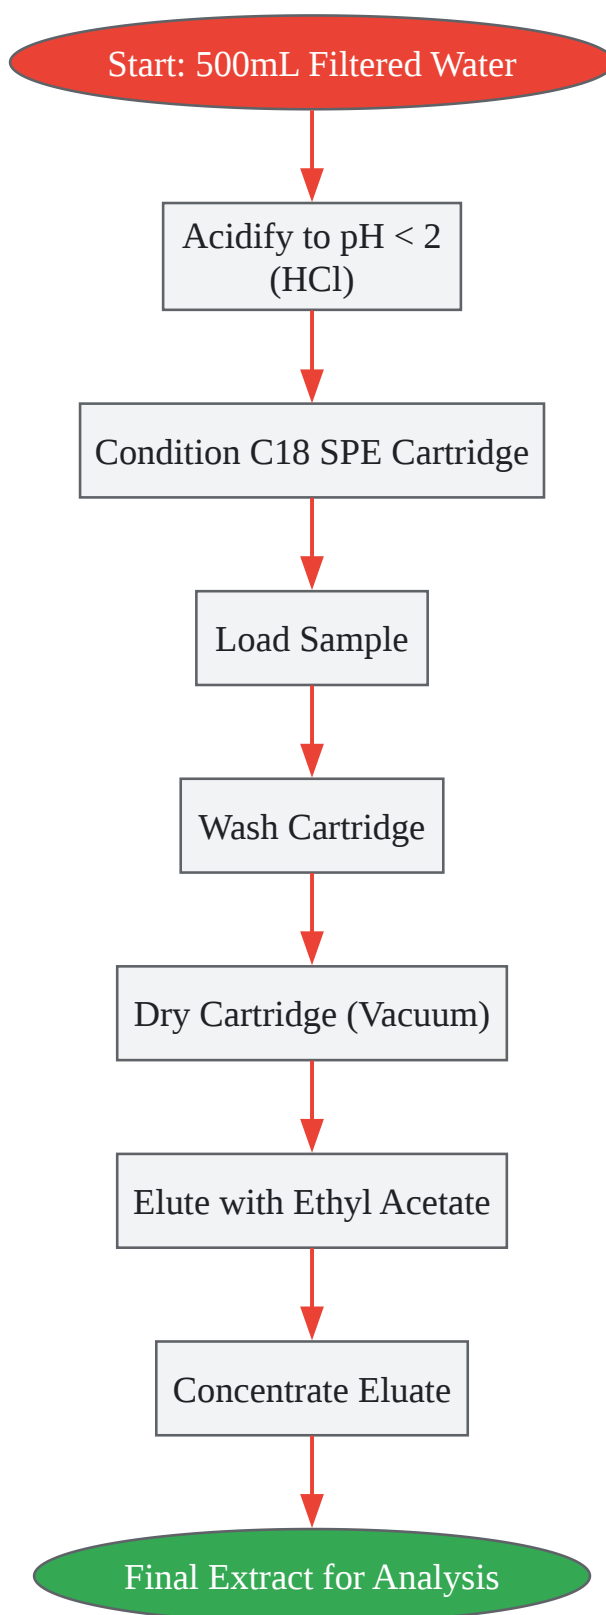 Start: 500mL Filtered Water
Acidify to pH < 2
(HCl)
Condition C18 SPE Cartridge
Load Sample
Wash Cartridge
Dry Cartridge (Vacuum)
Elute with Ethyl Acetate
Concentrate Eluate
Final Extract for Analysis